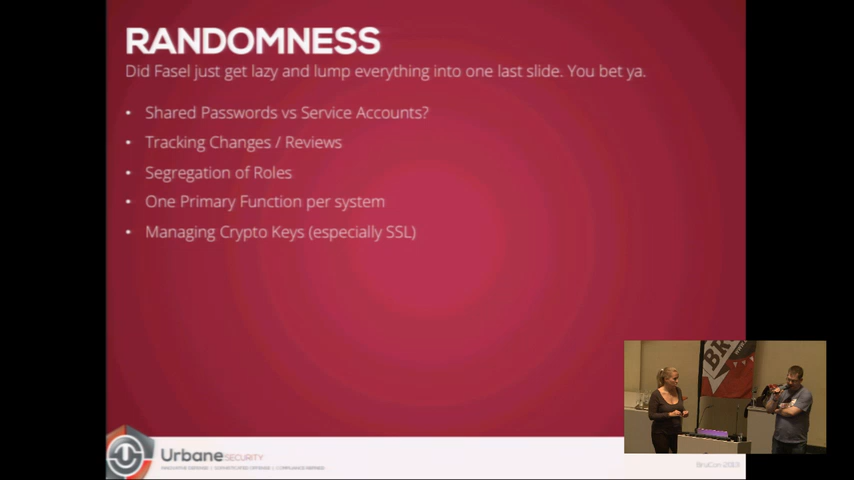 RANDOMNESS
Did Fasel just get lazy and lump everything into one last slide. You bet ya.
• Shared Passwords vs Service Accounts?
• Tracking Changes / Reviews
• Segregation of Roles
• One Primary Function per system
• Managing Crypto Keys (especially SSL)
BR
Urbane SECURITY